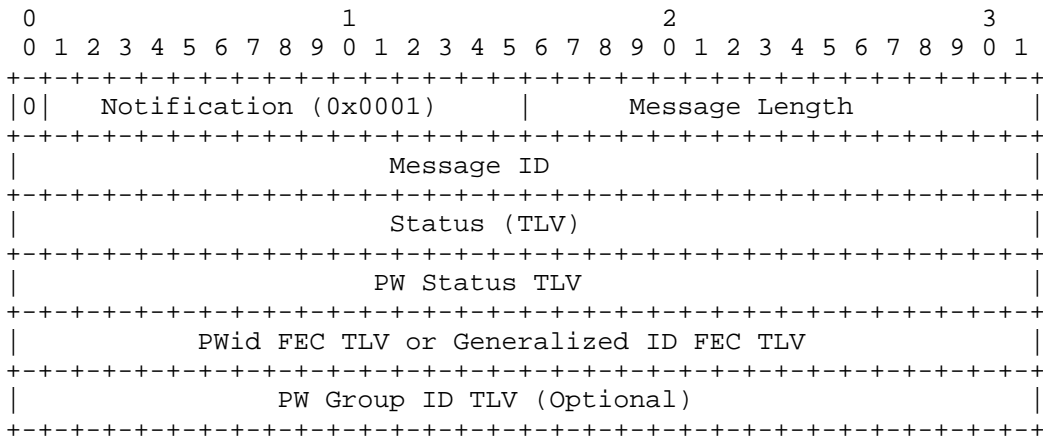 0                   1                   2                   3
 0 1 2 3 4 5 6 7 8 9 0 1 2 3 4 5 6 7 8 9 0 1 2 3 4 5 6 7 8 9 0 1
+-+-+-+-+-+-+-+-+-+-+-+-+-+-+-+-+-+-+-+-+-+-+-+-+-+-+-+-+-+-+-+-+
|0|   Notification (0x0001)     |      Message Length           |
+-+-+-+-+-+-+-+-+-+-+-+-+-+-+-+-+-+-+-+-+-+-+-+-+-+-+-+-+-+-+-+-+
|                       Message ID                              |
+-+-+-+-+-+-+-+-+-+-+-+-+-+-+-+-+-+-+-+-+-+-+-+-+-+-+-+-+-+-+-+-+
|                       Status (TLV)                            |
+-+-+-+-+-+-+-+-+-+-+-+-+-+-+-+-+-+-+-+-+-+-+-+-+-+-+-+-+-+-+-+-+
|                      PW Status TLV                            |
+-+-+-+-+-+-+-+-+-+-+-+-+-+-+-+-+-+-+-+-+-+-+-+-+-+-+-+-+-+-+-+-+
|           PWid FEC TLV or Generalized ID FEC TLV              |
+-+-+-+-+-+-+-+-+-+-+-+-+-+-+-+-+-+-+-+-+-+-+-+-+-+-+-+-+-+-+-+-+
|                PW Group ID TLV (Optional)                     |
+-+-+-+-+-+-+-+-+-+-+-+-+-+-+-+-+-+-+-+-+-+-+-+-+-+-+-+-+-+-+-+-+